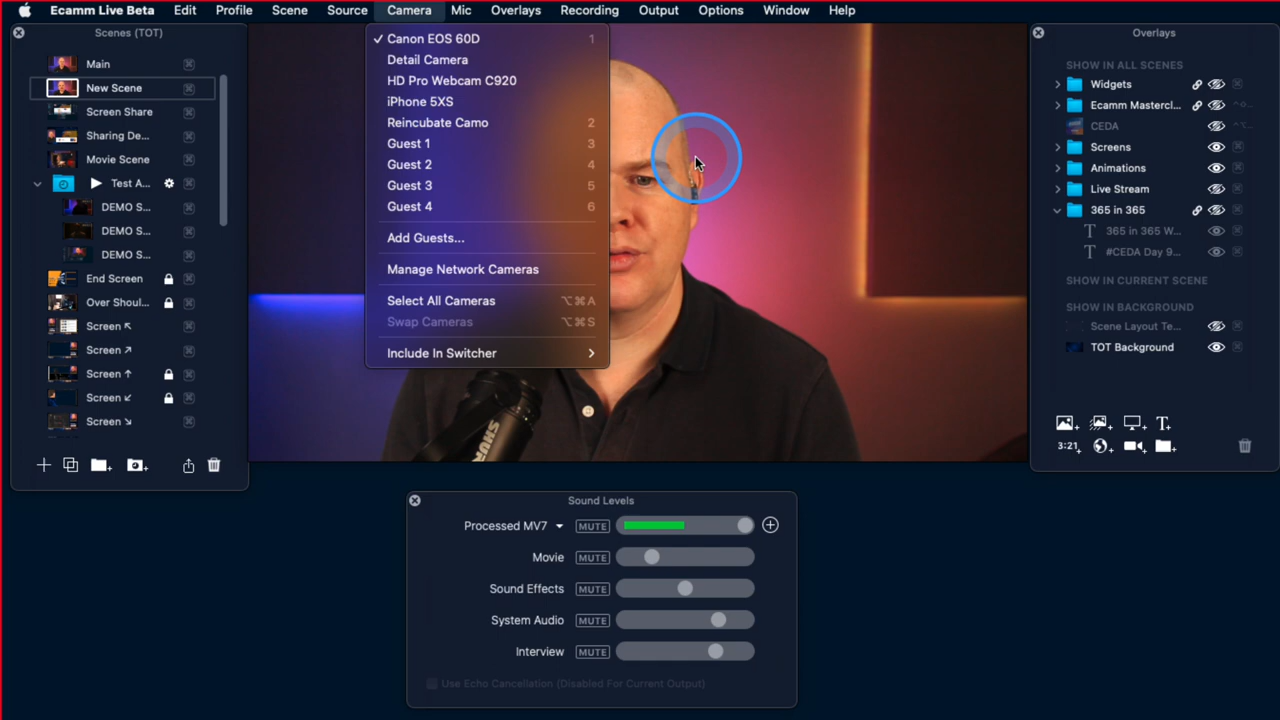 Ecamm Live Beta Edit Profile Scene Source Camera Mic Overlays Recording Output Options Window Help
Scenes (TOT)
Main
New Scene
Screen Share
Sharing De...
Movie Scene
Test A...
DEMO S...
DEMO S...
DEMO S...
End Screen
Over Shoul...
Screen ↖
Screen ↗
Screen ↑
Screen ↙
Screen ↘
✓ Canon EOS 60D 1
Detail Camera
HD Pro Webcam C920
iPhone 5XS
Reincubate Camo 2
Guest 1 3
Guest 2 4
Guest 3 5
Guest 4 6
Add Guests...
Manage Network Cameras
Select All Cameras ⌥⌘A
Swap Cameras ⌥⌘S
Include In Switcher
SHURE
Overlays
SHOW IN ALL SCENES
Widgets
Ecamm Mastercl...
CEDA
Screens
Animations
Live Stream
365 in 365
365 in 365 W...
#CEDA Day 9...
SHOW IN CURRENT SCENE
SHOW IN BACKGROUND
Scene Layout Te...
TOT Background
T+
3:21+
Sound Levels
Processed MV7 MUTE
Movie MUTE
Sound Effects MUTE
System Audio MUTE
Interview MUTE
Use Echo Cancellation (Disabled For Current Output)